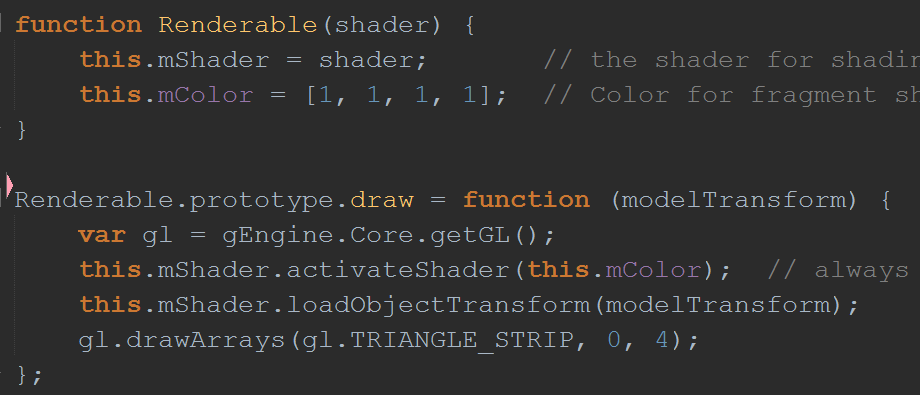 function Renderable(shader) {
    this.mShader = shader;        // the shader for
    this.mColor = [1, 1, 1, 1];  // Color for fragment
}
Renderable.prototype.draw = function (modelTransform) {
    var gl = gEngine.Core.getGL();
    this.mShader.activateShader(this.mColor);  // always
    this.mShader.loadObjectTransform(modelTransform);
    gl.drawArrays(gl.TRIANGLE_STRIP, 0, 4);
};